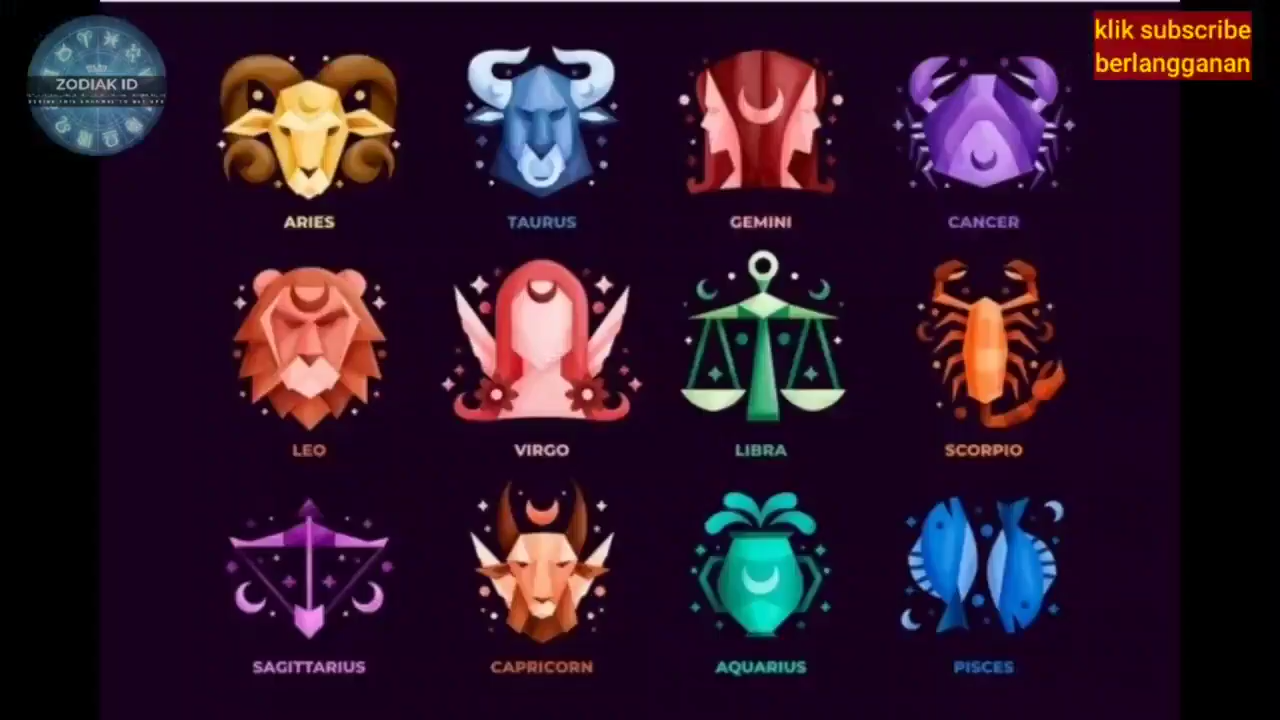 klik subscribe
berlangganan
ZODIAK ID
ARIES
TAURUS
GEMINI
CANCER
LEO
VIRGO
LIBRA
SCORPIO
SAGITTARIUS
CAPRICORN
AQUARIUS
PISCES